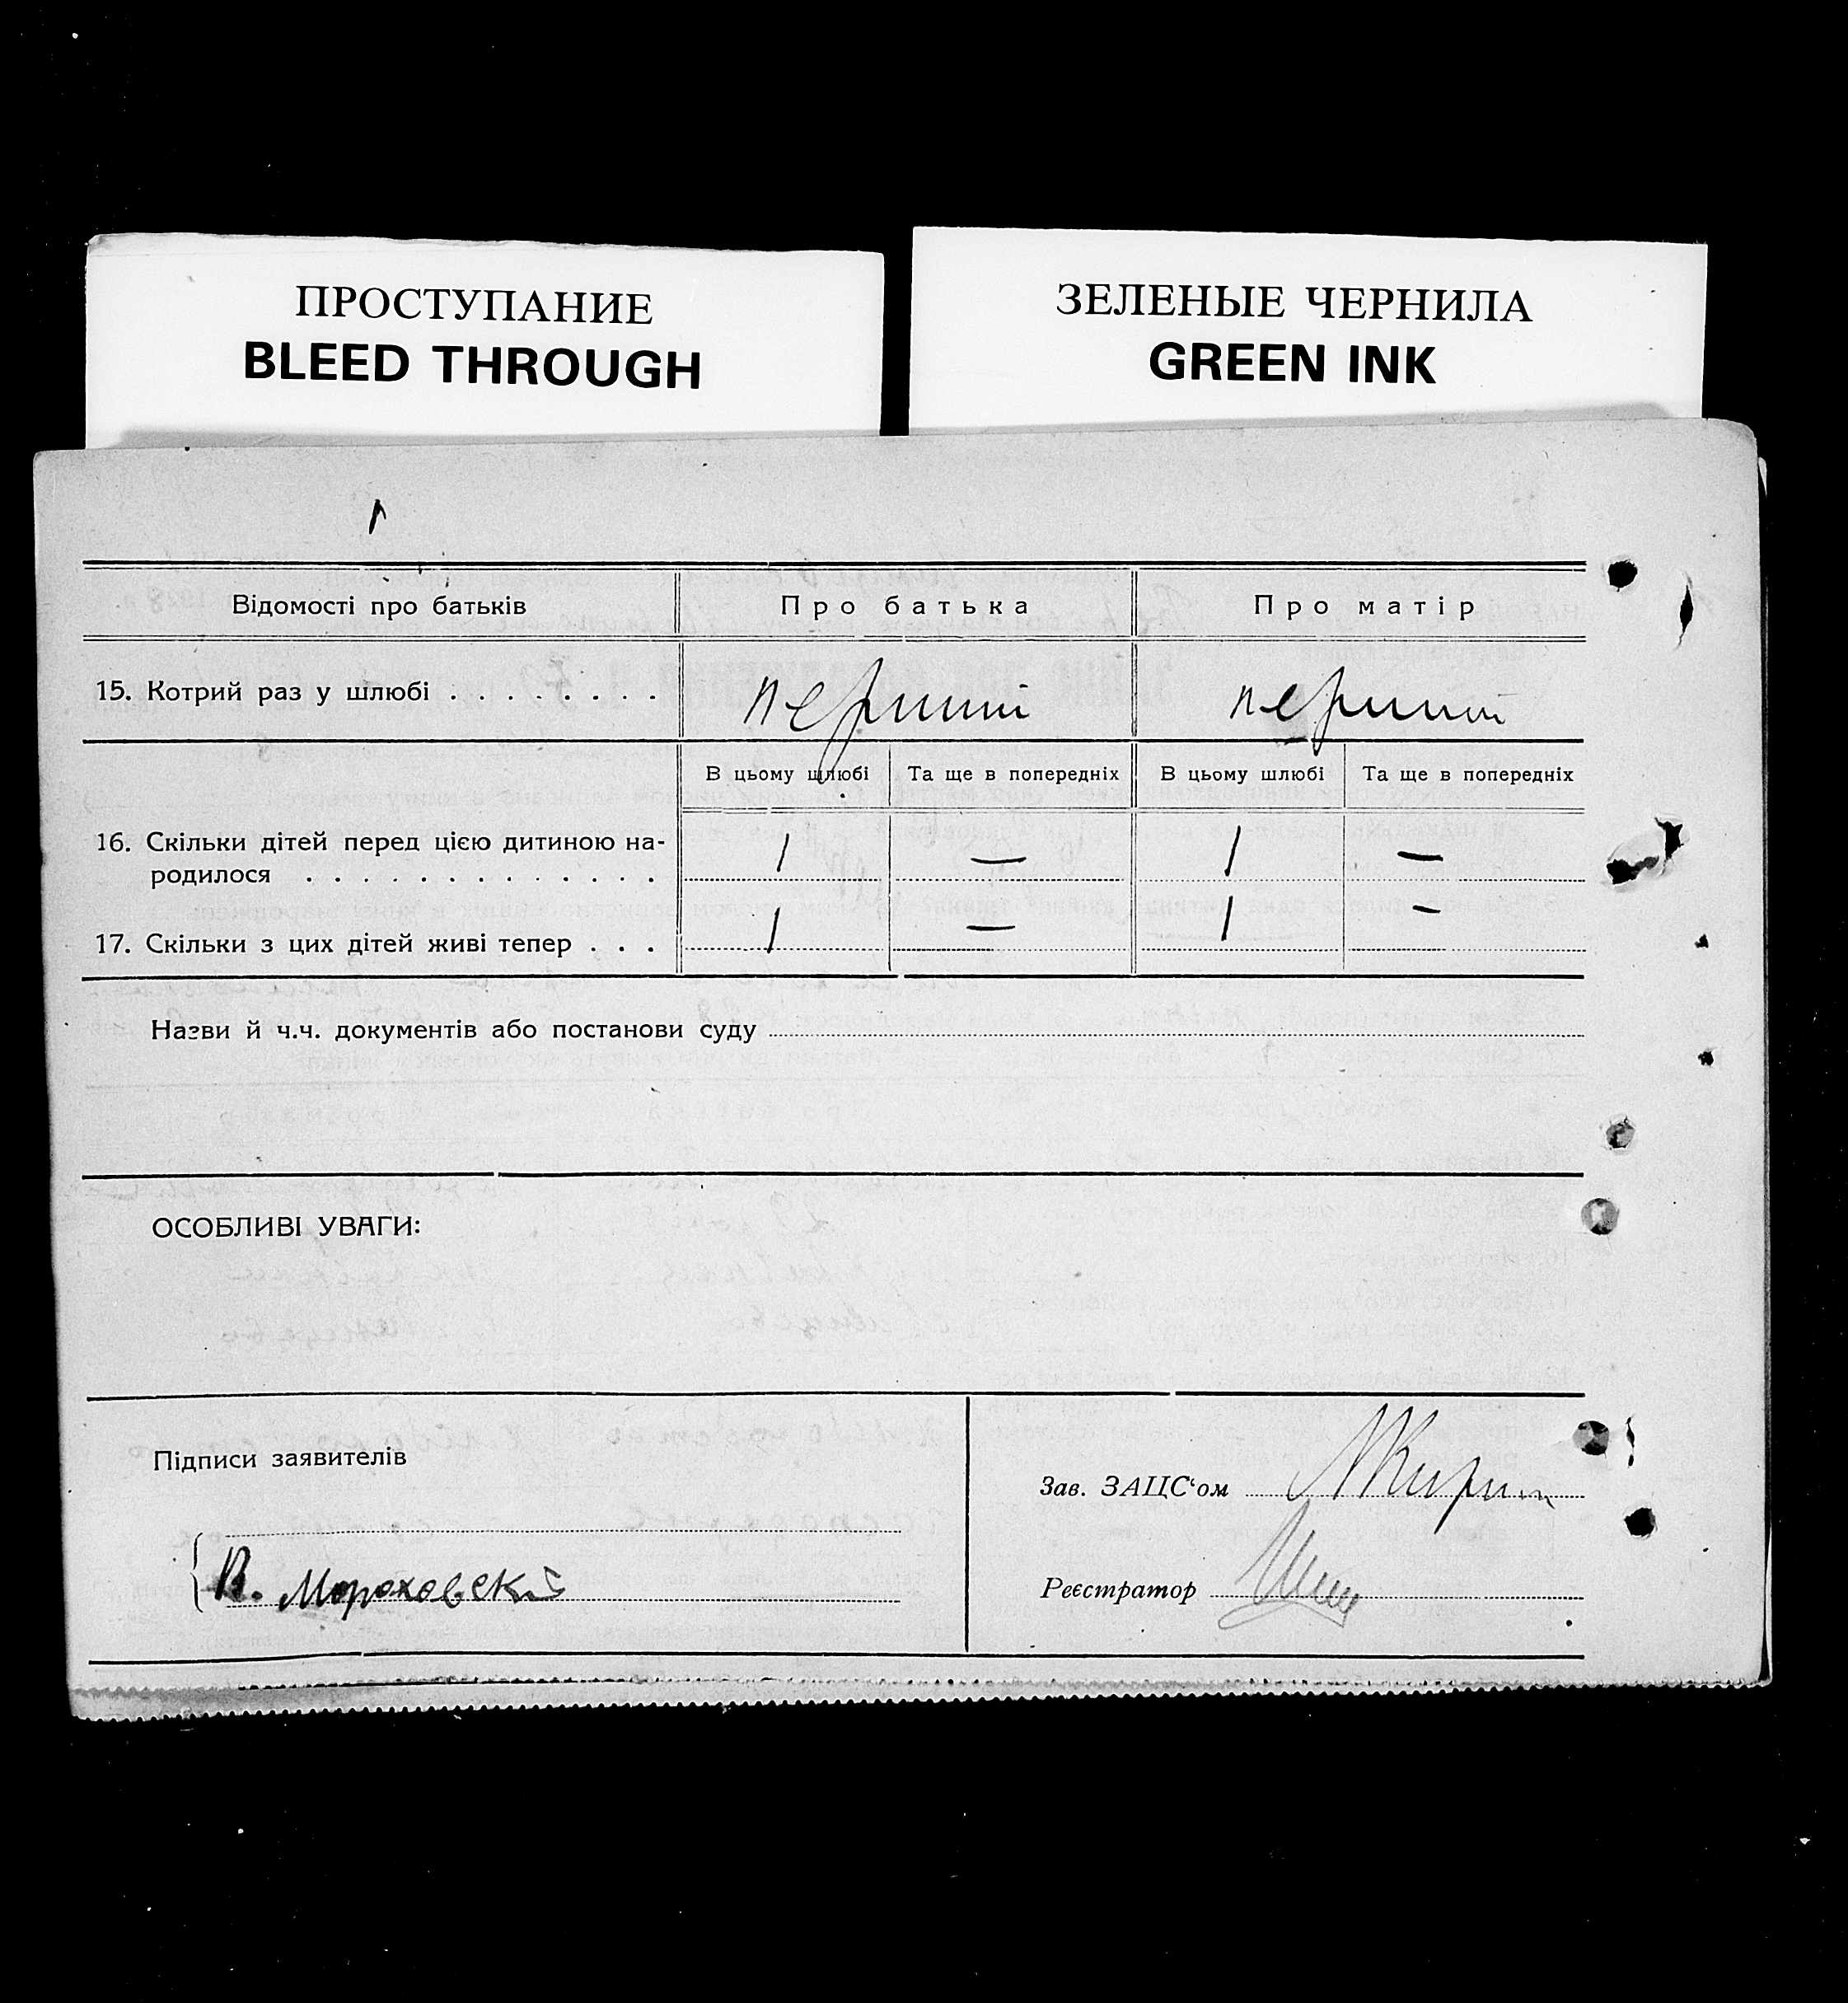 ПРОСТУПАНИЕ
BLEED THROUGH
ЗЕЛЕНЫЕ ЧЕРНИЛА
GREEN INK
Відомості про батьків Про батька Про матір
15. Котрий раз у шлюбі . . . . . . . . перший перший
В цьому шлюбі Та ще в попередніх В цьому шлюбі Та ще в попередніх
16. Скільки дітей перед цією дитиною на-
родилося . . . . . . . . . . . . . 1 — 1 —
17. Скільки з цих дітей живі тепер . . . 1 — 1 —
Назви й ч.ч. документів або постанови суду
ОСОБЛИВІ УВАГИ:
Підписи заявителів
В. Мороховскі
Зав. ЗАЦС‘ом
Реєстратор